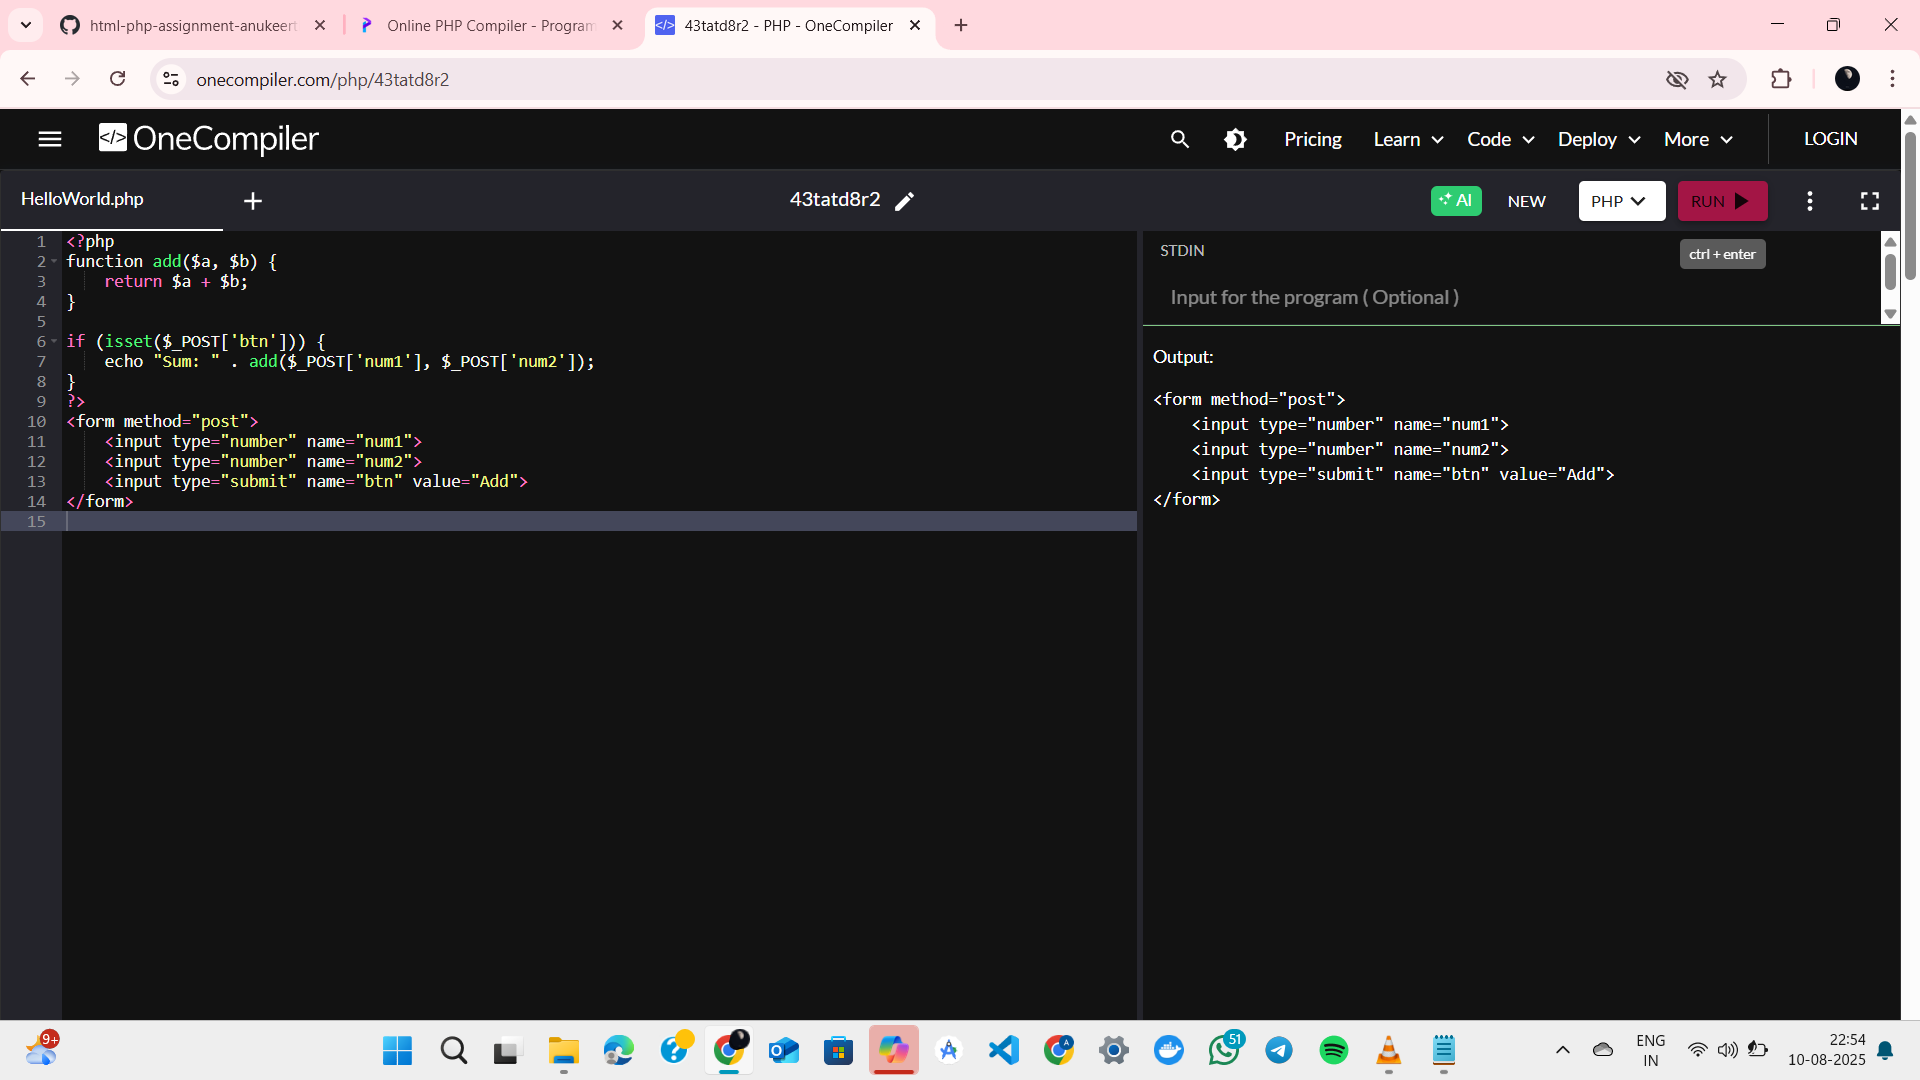 html-php-assignment-anukeert
Online PHP Compiler - Program
43tatd8r2 - PHP - OneCompiler
onecompiler.com/php/43tatd8r2
</> OneCompiler
Pricing
Learn
Code
Deploy
More
LOGIN
HelloWorld.php
+
43tatd8r2
AI
NEW
PHP
RUN
ctrl + enter
1 <?php
2 function add($a, $b) {
3     return $a + $b;
4 }
5
6 if (isset($_POST['btn'])) {
7     echo "Sum: " . add($_POST['num1'], $_POST['num2']);
8 }
9 ?>
10 <form method="post">
11     <input type="number" name="num1">
12     <input type="number" name="num2">
13     <input type="submit" name="btn" value="Add">
14 </form>
15
STDIN
Input for the program ( Optional )
Output:
<form method="post">
    <input type="number" name="num1">
    <input type="number" name="num2">
    <input type="submit" name="btn" value="Add">
</form>
9+
51
ENG
IN
22:54
10-08-2025